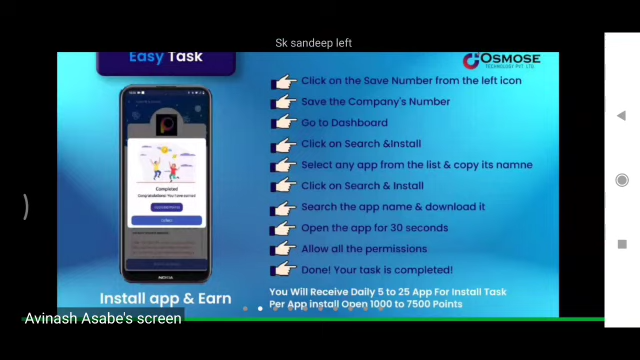 Sk sandeep left
Easy Task
OSMOSE
TECHNOLOGY PVT. LTD.
Click on the Save Number from the left icon
Save the Company's Number
Go to Dashboard
Click on Search &Install
Select any app from the list & copy its namne
Click on Search & Install
Search the app name & download it
Open the app for 30 seconds
Allow all the permissions
Done! Your task is completed!
Completed
NOKIA
Install app & Earn
You Will Receive Daily 5 to 25 App For Install Task
Per App install Open 1000 to 7500 Points
Avinash Asabe's screen